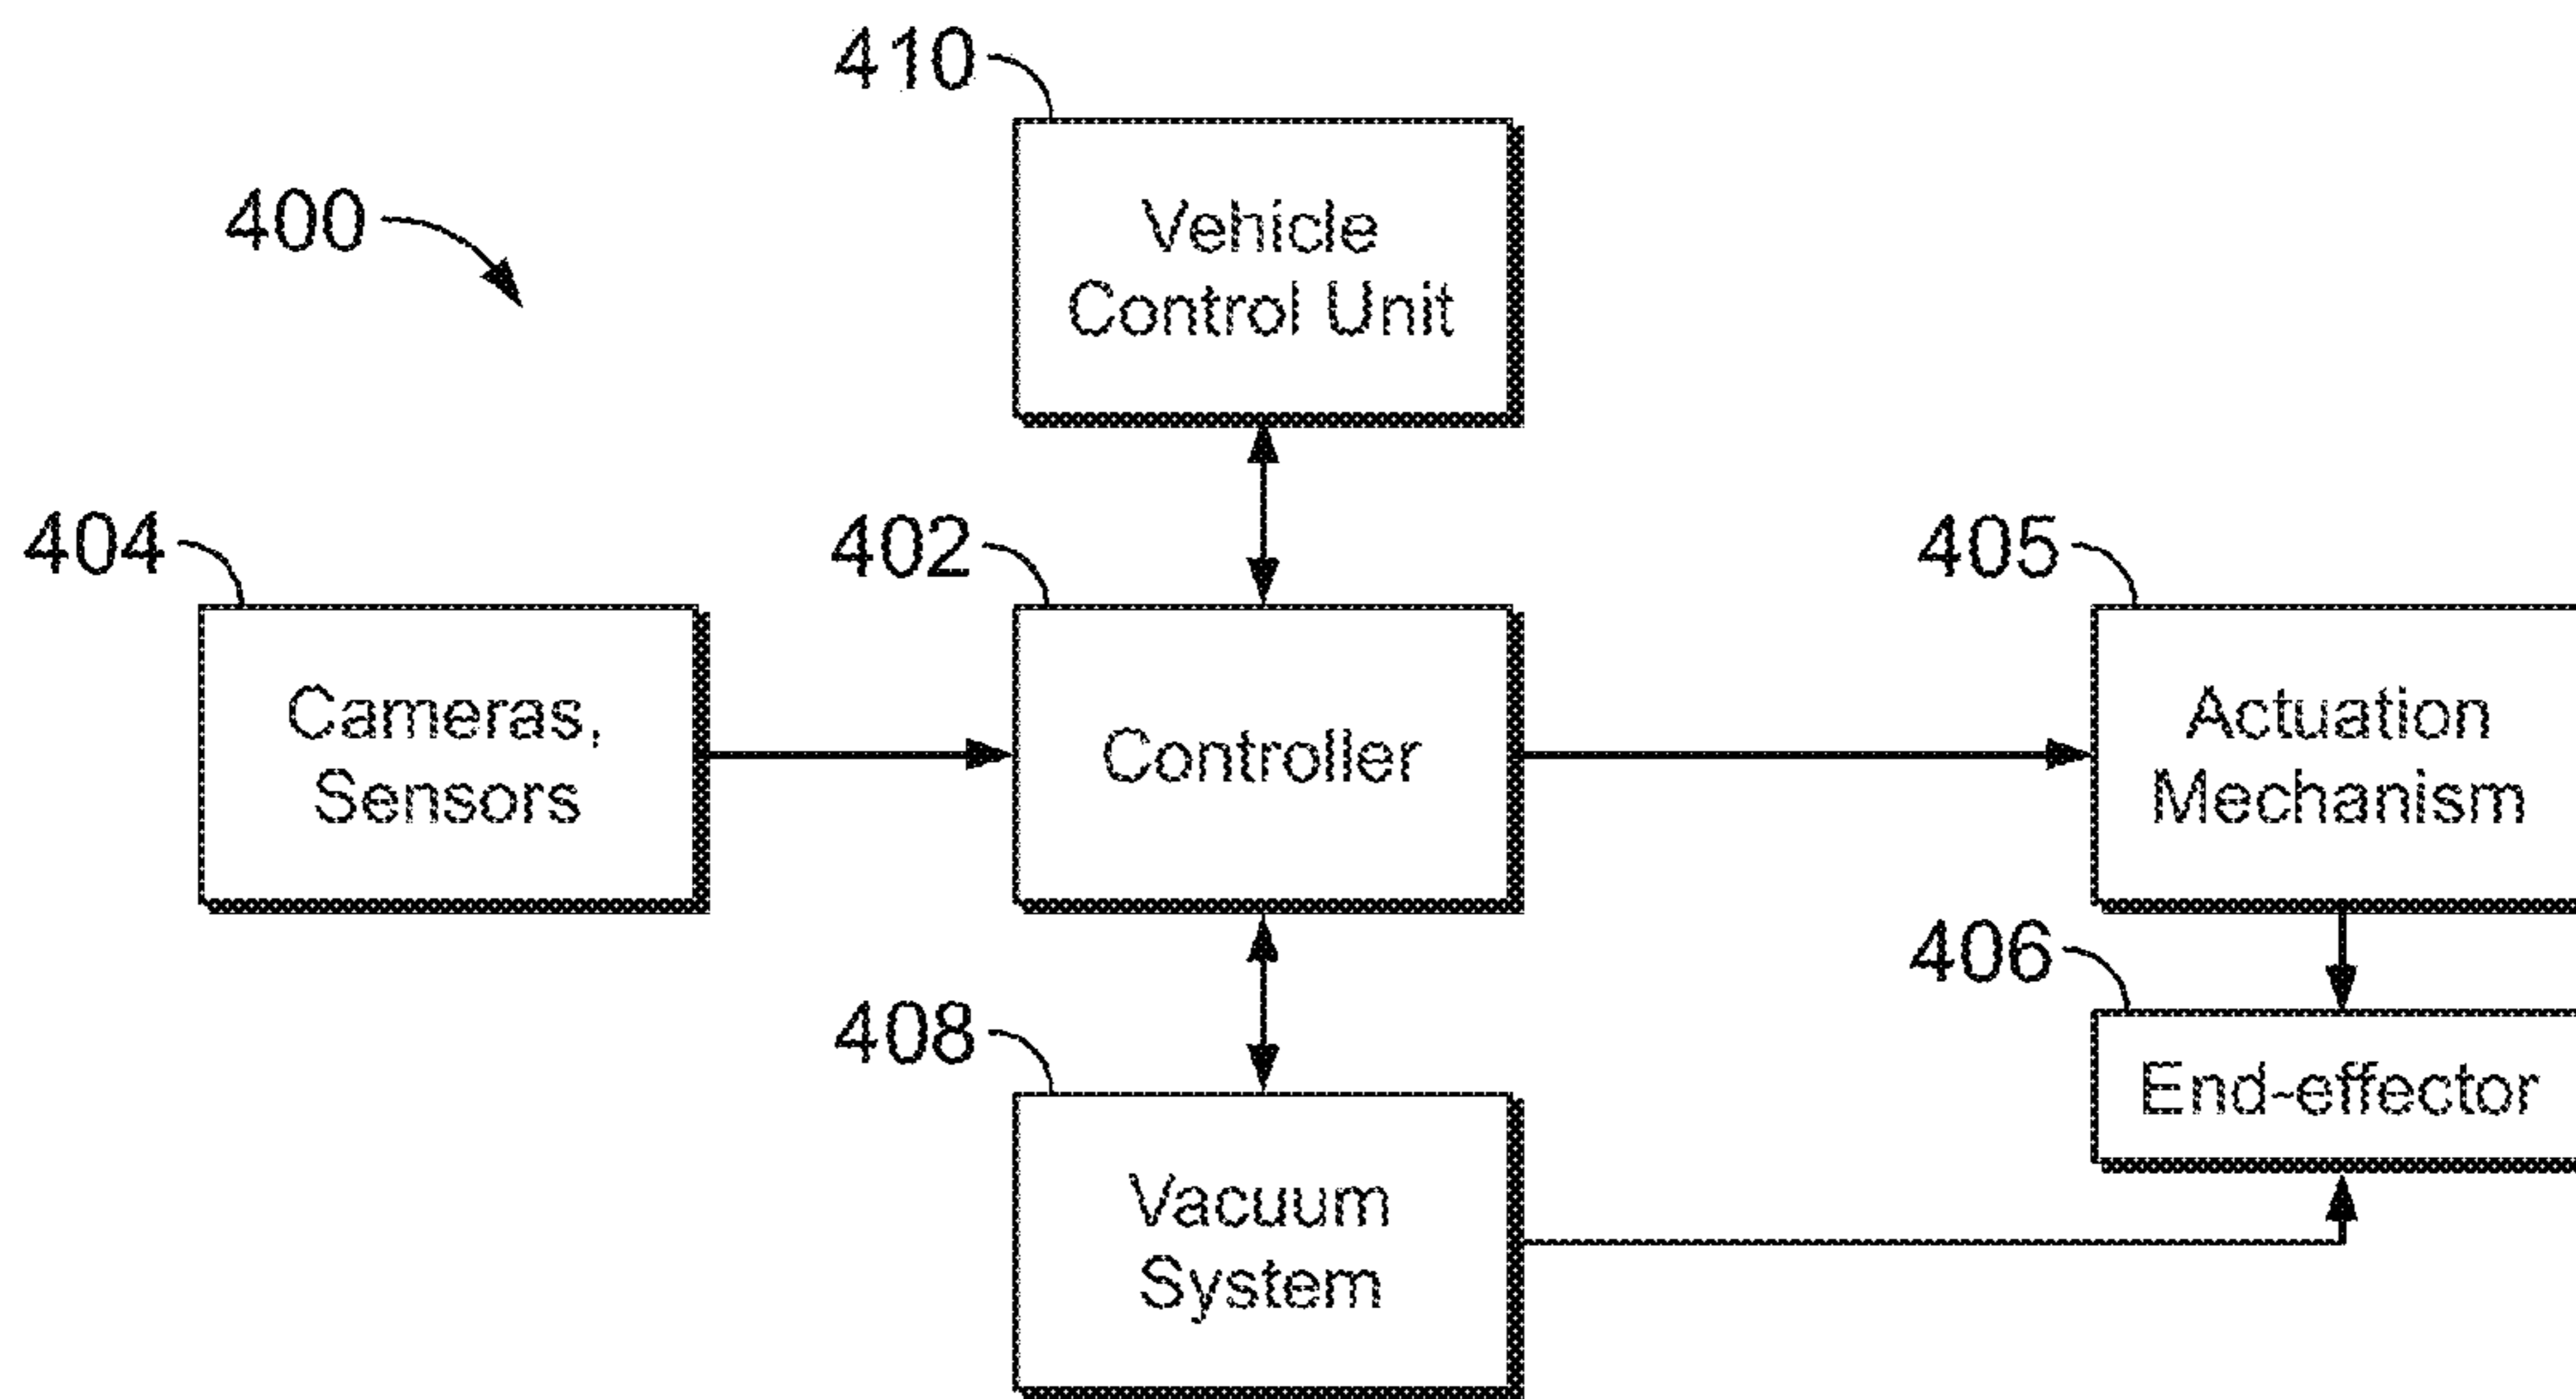 410
Vehicle
Control Unit
400
404
Cameras,
Sensors
402
Controller
405
Actuation
Mechanism
406
End-effector
408
Vacuum
System